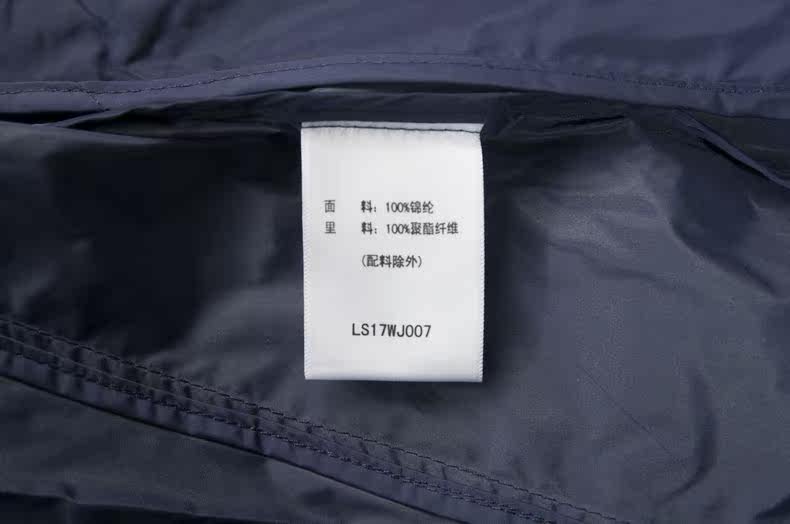 面 料：100%锦纶
里 料：100%聚酯纤维
(配料除外)
LS17WJ007